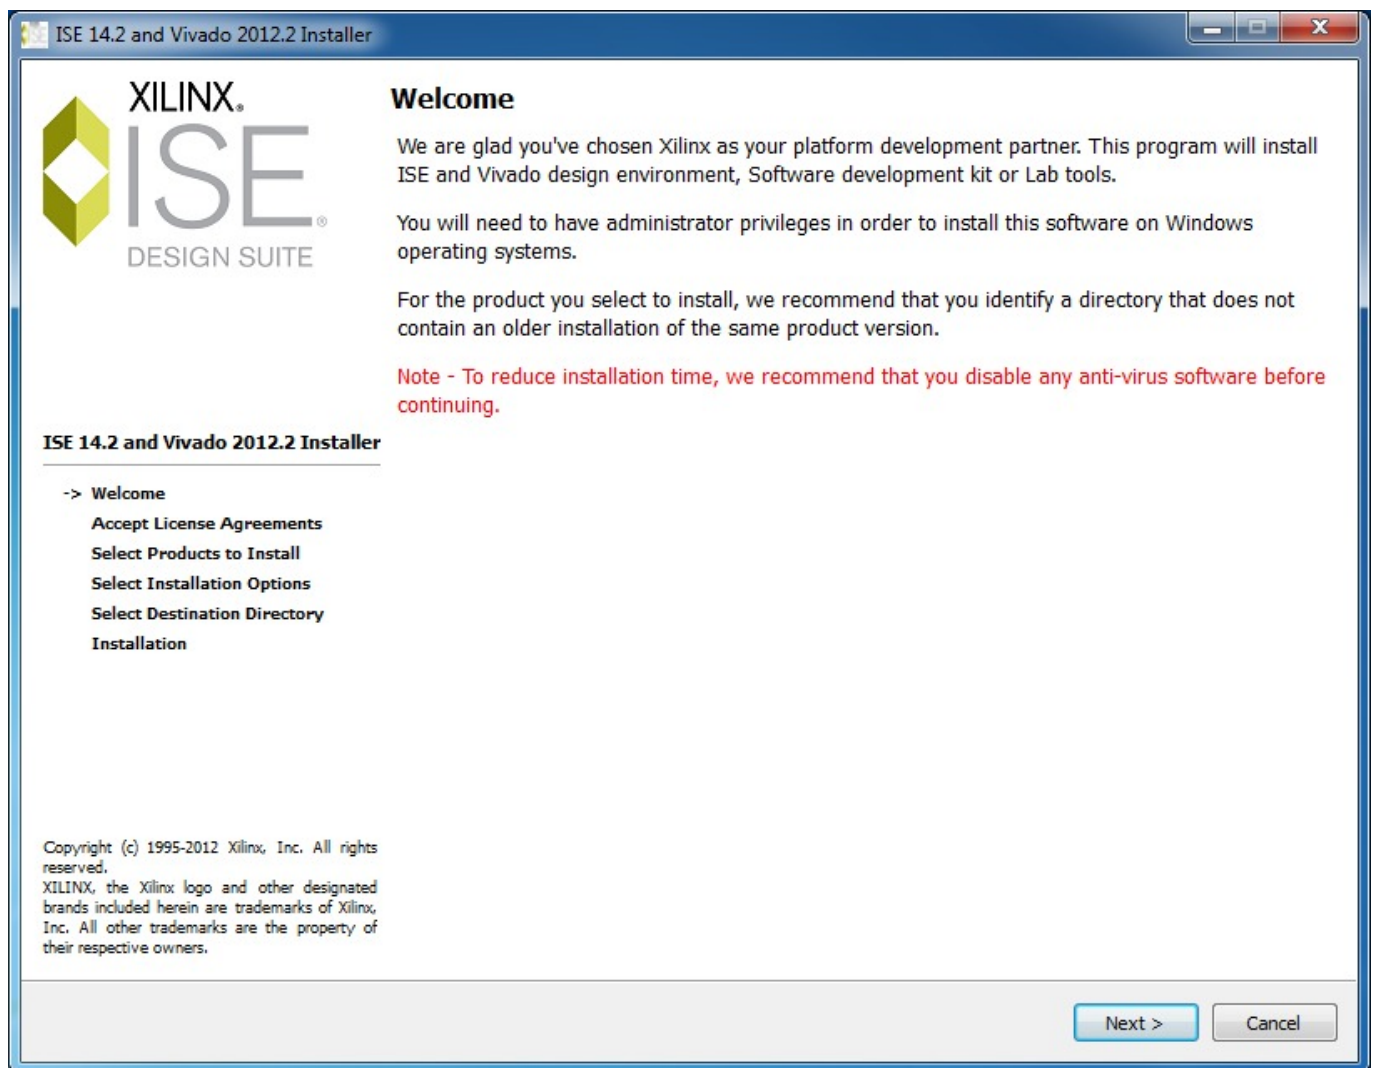 ISE 14.2 and Vivado 2012.2 Installer
XILINX®
ISE®
DESIGN SUITE
Welcome
We are glad you've chosen Xilinx as your platform development partner. This program will install
ISE and Vivado design environment, Software development kit or Lab tools.
You will need to have administrator privileges in order to install this software on Windows
operating systems.
For the product you select to install, we recommend that you identify a directory that does not
contain an older installation of the same product version.
Note - To reduce installation time, we recommend that you disable any anti-virus software before
continuing.
ISE 14.2 and Vivado 2012.2 Installer
-> Welcome
Accept License Agreements
Select Products to Install
Select Installation Options
Select Destination Directory
Installation
Copyright (c) 1995-2012 Xilinx, Inc. All rights
reserved.
XILINX, the Xilinx logo and other designated
brands included herein are trademarks of Xilinx,
Inc. All other trademarks are the property of
their respective owners.
Next >
Cancel